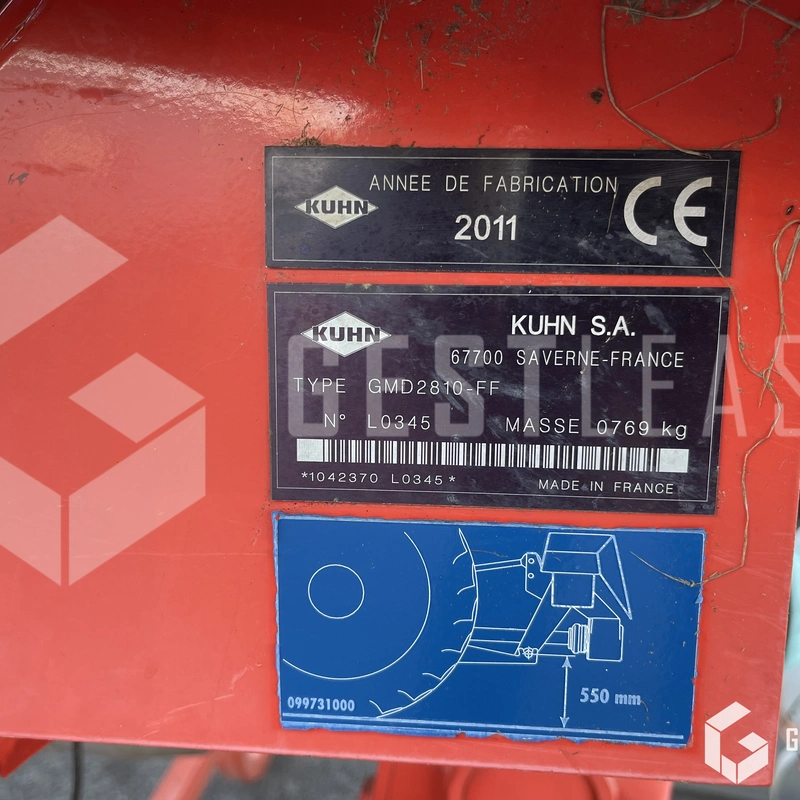 KUHN
ANNEE DE FABRICATION
2011
CE
KUHN
KUHN S.A.
67700 SAVERNE-FRANCE
TYPE GMD2810-FF
N° L0345 MASSE 0769 kg
*1042370 L0345*
MADE IN FRANCE
099731000
550 mm
GESTLEAS
G